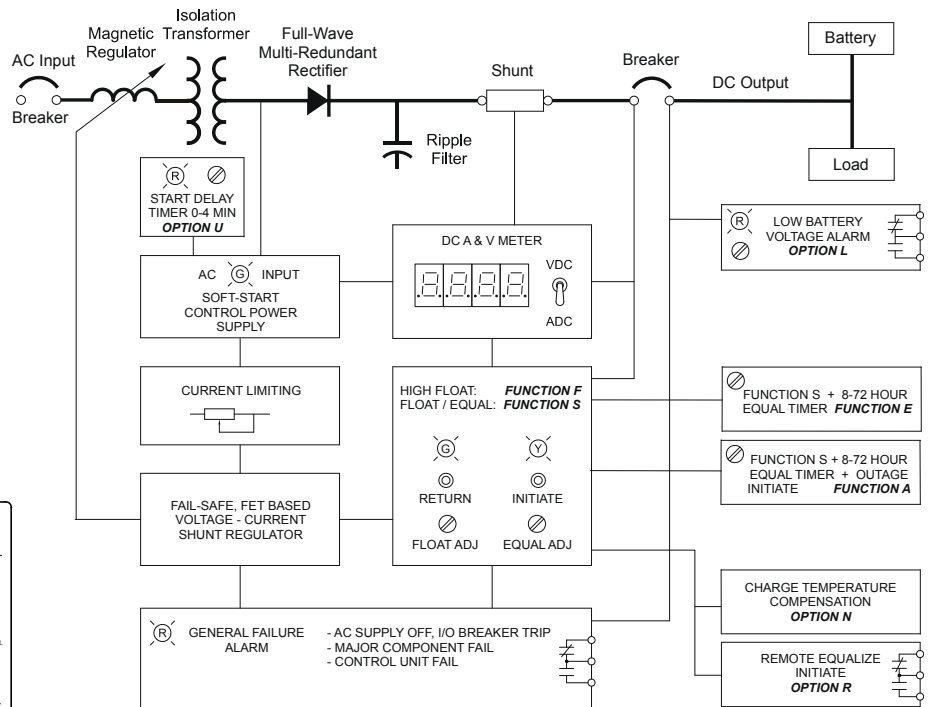 Isolation
Magnetic Transformer
Regulator
Full-Wave
Multi-Redundant
Rectifier
AC Input
Breaker
Shunt
Breaker
DC Output
Battery
Load
Ripple
Filter
R
START DELAY
TIMER 0-4 MIN
OPTION U
AC G INPUT
SOFT-START
CONTROL POWER
SUPPLY
DC A & V METER
8.8.8.8
VDC
ADC
R
LOW BATTERY
VOLTAGE ALARM
OPTION L
CURRENT LIMITING
HIGH FLOAT: FUNCTION F
FLOAT / EQUAL: FUNCTION S
G Y
RETURN INITIATE
FLOAT ADJ EQUAL ADJ
FUNCTION S + 8-72 HOUR
EQUAL TIMER FUNCTION E
FUNCTION S + 8-72 HOUR
EQUAL TIMER + OUTAGE
INITIATE FUNCTION A
FAIL-SAFE, FET BASED
VOLTAGE - CURRENT
SHUNT REGULATOR
CHARGE TEMPERATURE
COMPENSATION
OPTION N
R
GENERAL FAILURE
ALARM
- AC SUPPLY OFF, I/O BREAKER TRIP
- MAJOR COMPONENT FAIL
- CONTROL UNIT FAIL
REMOTE EQUALIZE
INITIATE
OPTION R